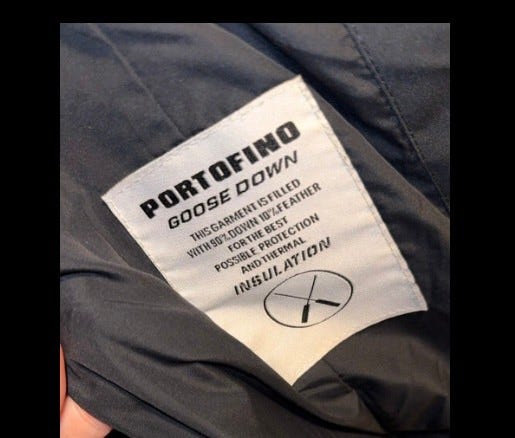 PORTOFINO
GOOSE DOWN
THIS GARMENT IS FILLED
WITH 90% DOWN 10% FEATHER
FOR THE BEST
POSSIBLE PROTECTION
AND THERMAL
INSULATION